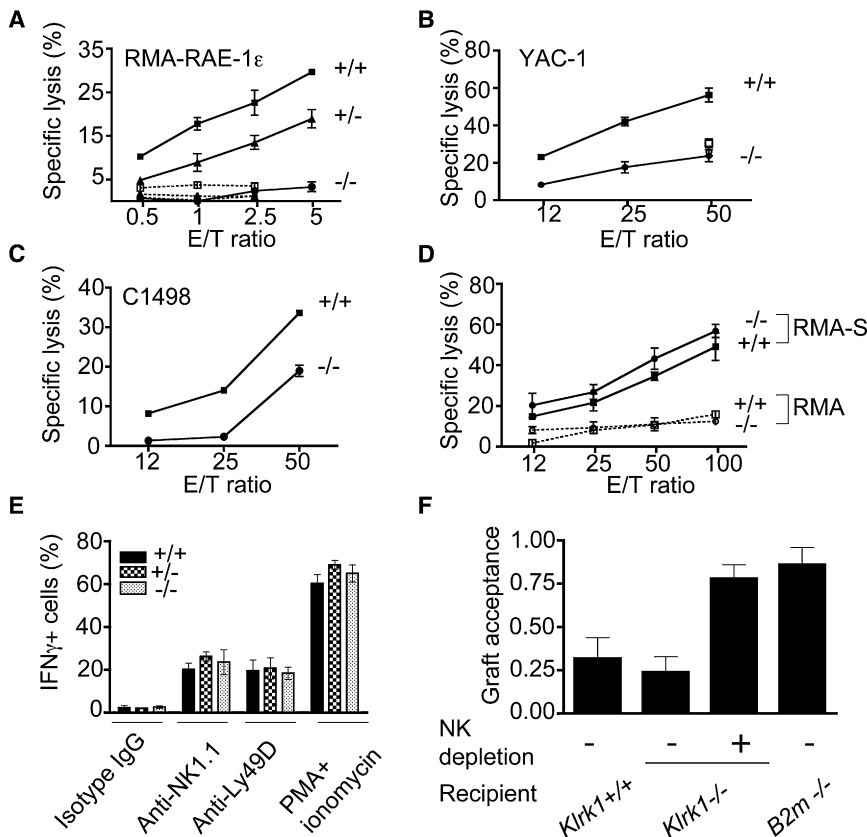 A
RMA-RAE-1ε
Specific lysis (%)
35
25
15
5
+/+
+/-
-/-
0.5 1 2.5 5
E/T ratio
B
YAC-1
Specific lysis (%)
80
60
40
20
0
+/+
-/-
12 25 50
E/T ratio
C
C1498
Specific lysis (%)
40
30
20
10
0
+/+
-/-
12 25 50
E/T ratio
D
Specific lysis (%)
80
60
40
20
0
-/-
+/+
RMA-S
+/+
-/-
RMA
12 25 50 100
E/T ratio
E
IFNγ+ cells (%)
80
60
40
20
0
+/+
+/-
-/-
Isotype IgG
Anti-NK1.1
Anti-Ly49D
PMA+
ionomycin
F
Graft acceptance
1.00
0.75
0.50
0.25
0.00
NK
depletion
- - + -
Recipient
Klrk1+/+
Klrk1-/-
B2m -/-